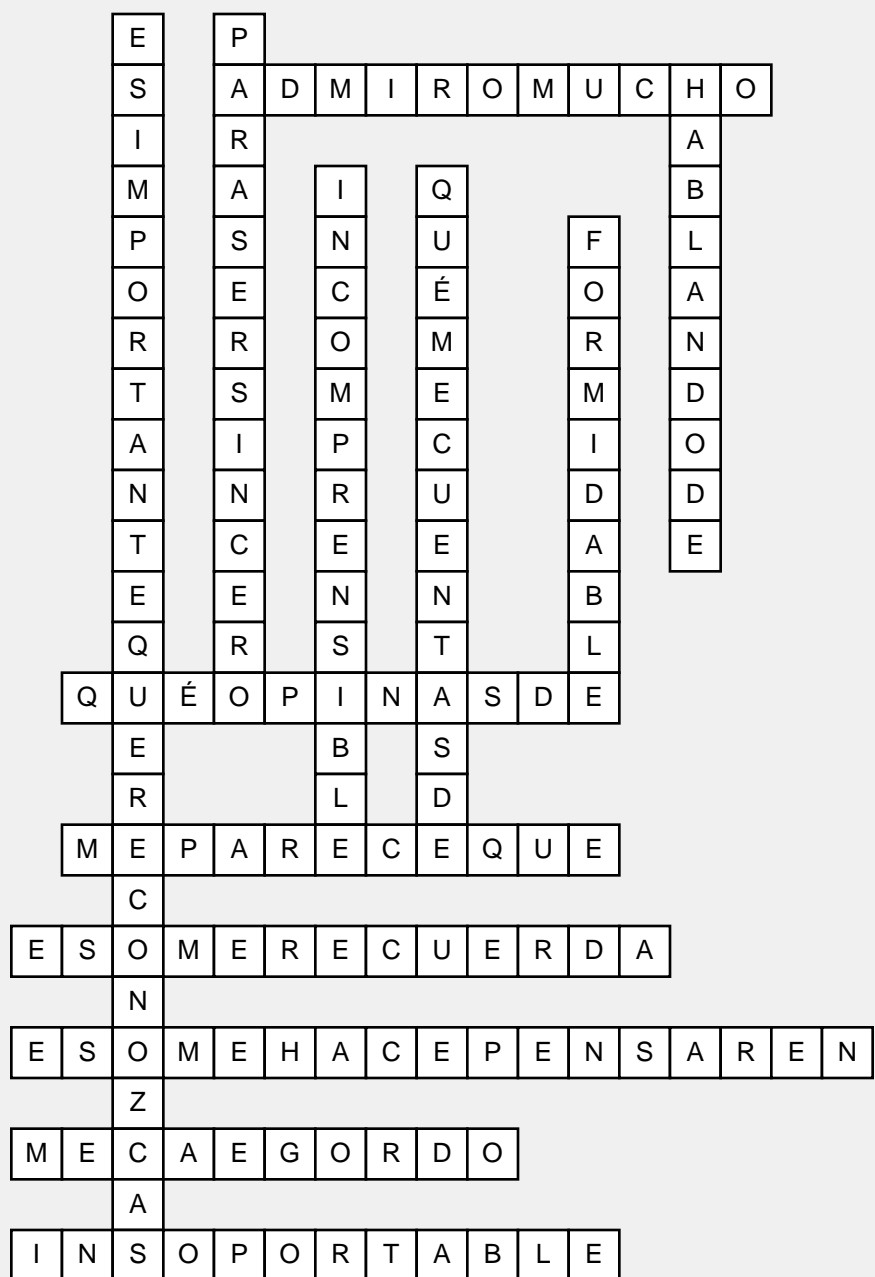 ESIMPORTANTEQUERECONOZCAS
PARASERSINCERO
ADMIROMUCHO
HABLANDODE
INCOMPRENSIBLE
QUÉMECUENTASDE
FORMIDABLE
QUÉOPINASDE
MEPARECEQUE
ESOMERECUERDA
ESOMEHACEPENSAREN
MECAEGORDO
INSOPORTABLE